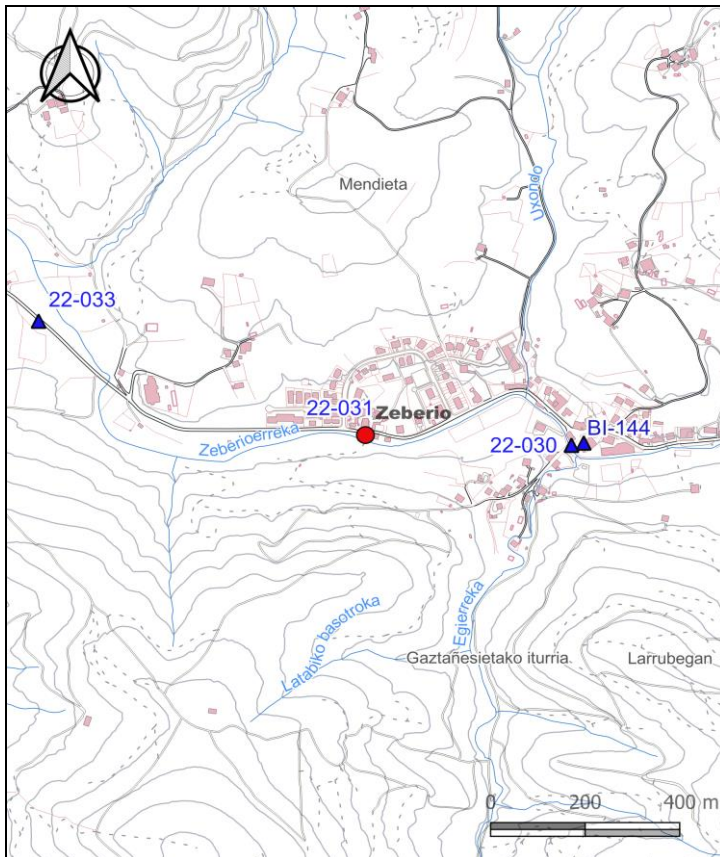 Mendieta
Uxondo
22-033
22-031
Zeberio
Zeberioerreka
BI-144
22-030
Latabiko basotroka
Egierreka
Gaztañesietako iturria
Larrubegan
0 200 400 m